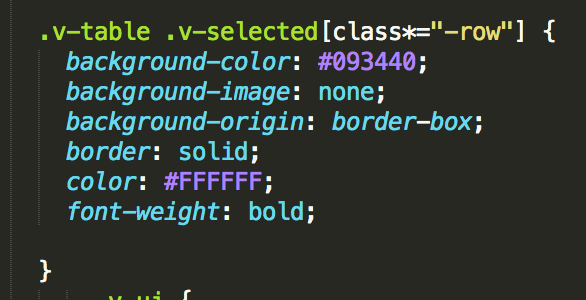 .v-table .v-selected[class*="-row"] {
background-color: #093440;
background-image: none;
background-origin: border-box;
border: solid;
color: #FFFFFF;
font-weight: bold;
}
.v-ui {